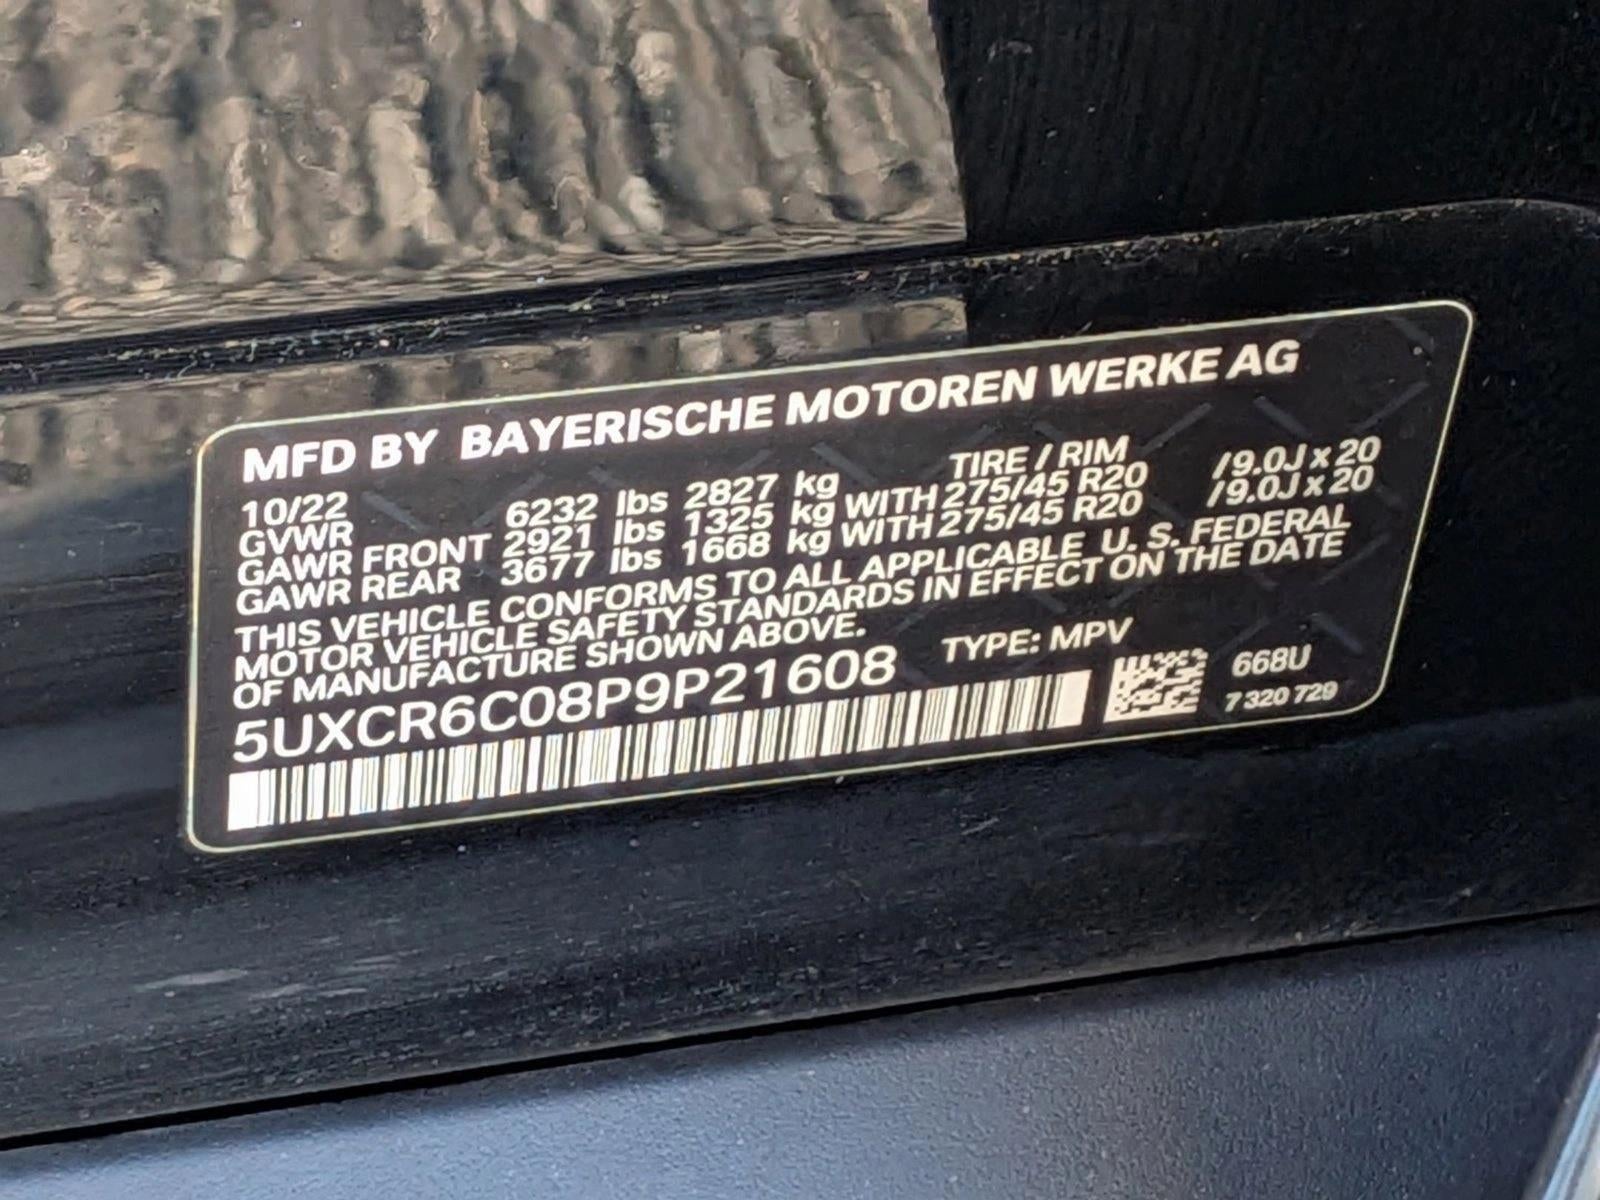 MFD BY BAYERISCHE MOTOREN WERKE AG
10/22 TIRE / RIM
GVWR 6232 lbs 2827 kg
GAWR FRONT 2921 lbs 1325 kg WITH 275/45 R20 /9.0J x 20
GAWR REAR 3677 lbs 1668 kg WITH 275/45 R20 /9.0J x 20
THIS VEHICLE CONFORMS TO ALL APPLICABLE U. S. FEDERAL
MOTOR VEHICLE SAFETY STANDARDS IN EFFECT ON THE DATE
OF MANUFACTURE SHOWN ABOVE.
5UXCR6C08P9P21608 TYPE: MPV
668U
7 320 729